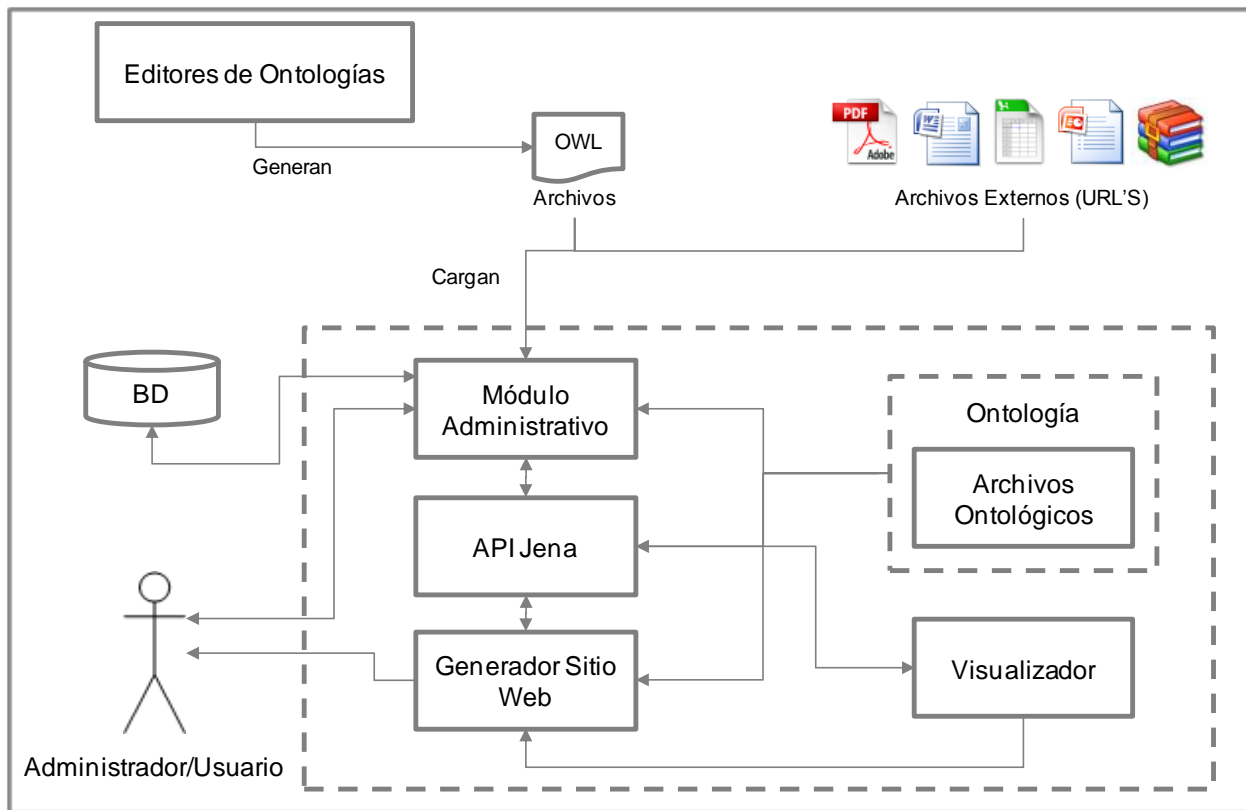 Editores de Ontologías
Generan
OWL
Archivos
PDF
Adobe
W
Archivos Externos (URL'S)
Cargan
BD
Módulo
Administrativo
Ontología
Archivos
Ontológicos
API Jena
Generador Sitio
Web
Visualizador
Administrador/Usuario